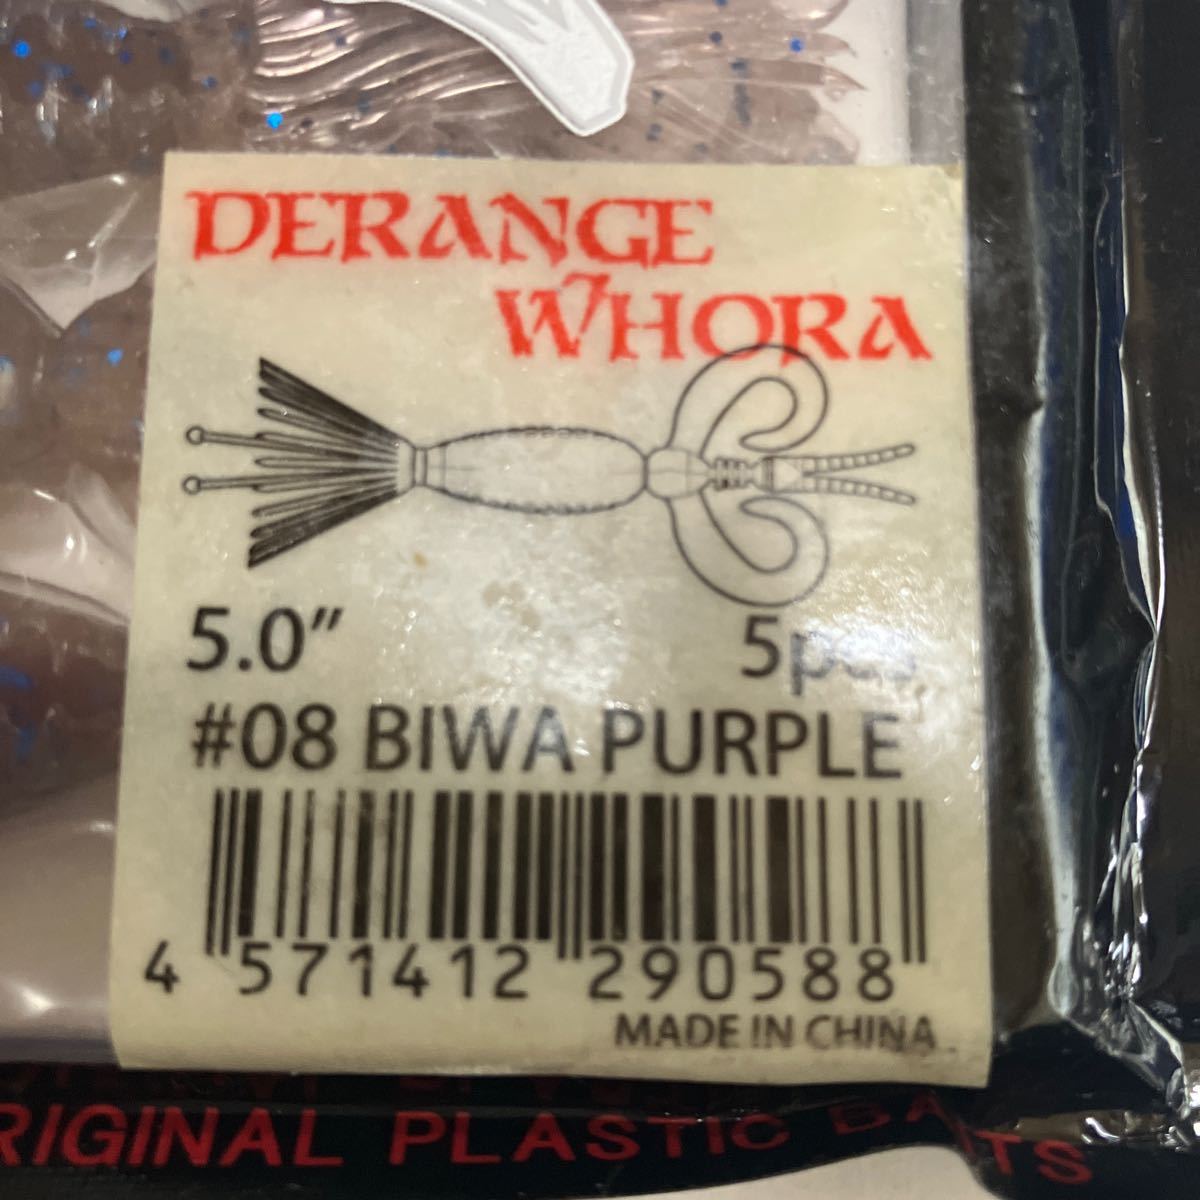 DERANGE
WHORA
5.0" 5pcs
#08 BIWA PURPLE
4 571412 290588
MADE IN CHINA
RIGINAL PLASTIC BAITS